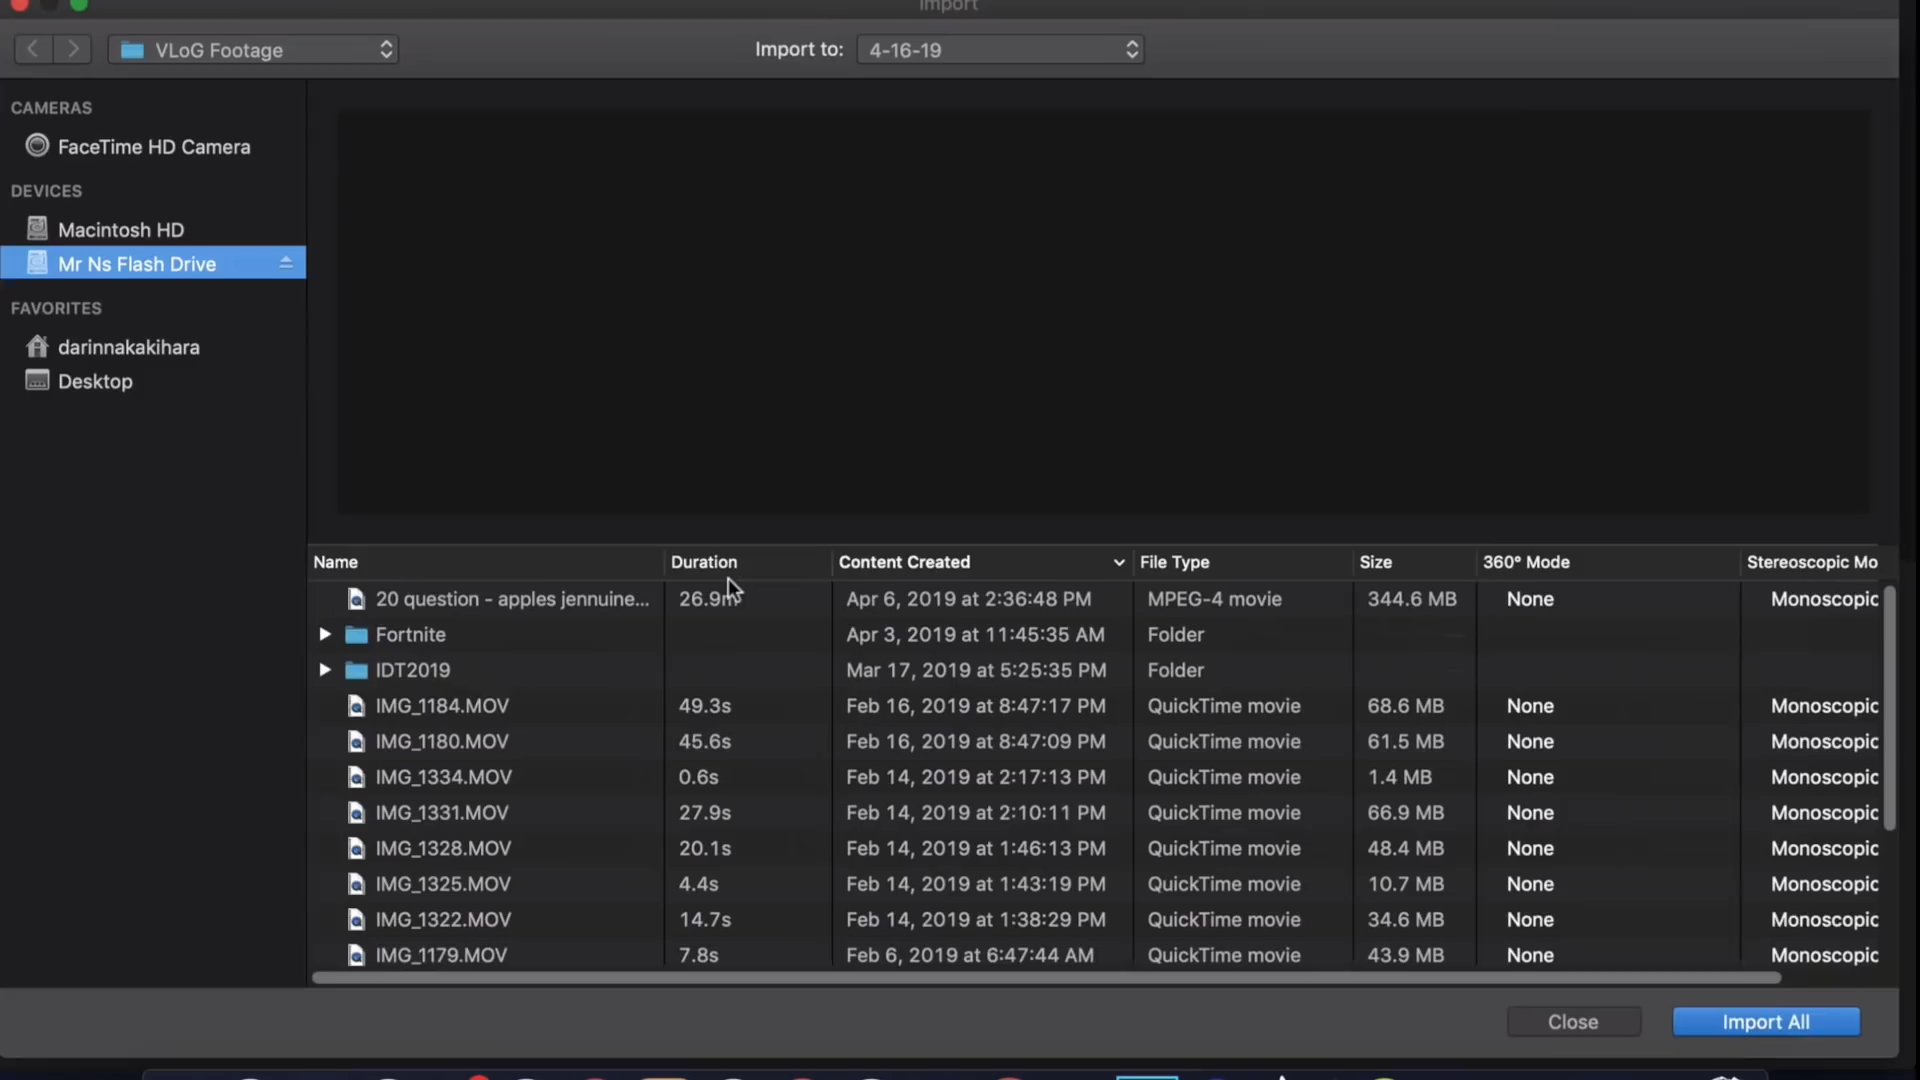 Import
VLoG Footage
Import to:
4-16-19
CAMERAS
FaceTime HD Camera
DEVICES
Macintosh HD
Mr Ns Flash Drive
FAVORITES
darinnakakihara
Desktop
Name Duration Content Created File Type Size 360° Mode Stereoscopic Mo
20 question - apples jennuine... 26.9m Apr 6, 2019 at 2:36:48 PM MPEG-4 movie 344.6 MB None Monoscopic
Fortnite Apr 3, 2019 at 11:45:35 AM Folder
IDT2019 Mar 17, 2019 at 5:25:35 PM Folder
IMG_1184.MOV 49.3s Feb 16, 2019 at 8:47:17 PM QuickTime movie 68.6 MB None Monoscopic
IMG_1180.MOV 45.6s Feb 16, 2019 at 8:47:09 PM QuickTime movie 61.5 MB None Monoscopic
IMG_1334.MOV 0.6s Feb 14, 2019 at 2:17:13 PM QuickTime movie 1.4 MB None Monoscopic
IMG_1331.MOV 27.9s Feb 14, 2019 at 2:10:11 PM QuickTime movie 66.9 MB None Monoscopic
IMG_1328.MOV 20.1s Feb 14, 2019 at 1:46:13 PM QuickTime movie 48.4 MB None Monoscopic
IMG_1325.MOV 4.4s Feb 14, 2019 at 1:43:19 PM QuickTime movie 10.7 MB None Monoscopic
IMG_1322.MOV 14.7s Feb 14, 2019 at 1:38:29 PM QuickTime movie 34.6 MB None Monoscopic
IMG_1179.MOV 7.8s Feb 6, 2019 at 6:47:44 AM QuickTime movie 43.9 MB None Monoscopic
Close Import All